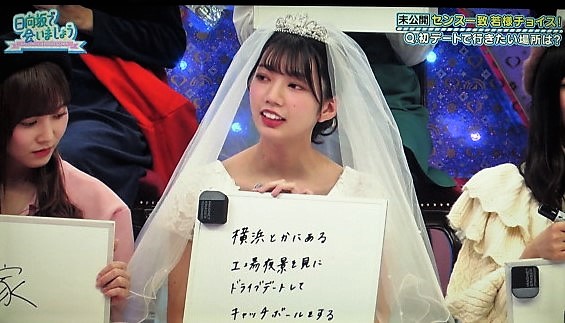 日向坂で
会いましょう
未公開 センス一致 若様チョイス!
Q.初デートで行きたい場所は?
横浜とかにある
工場夜景を見に
ドライブデートして
キャッチボールをする
家